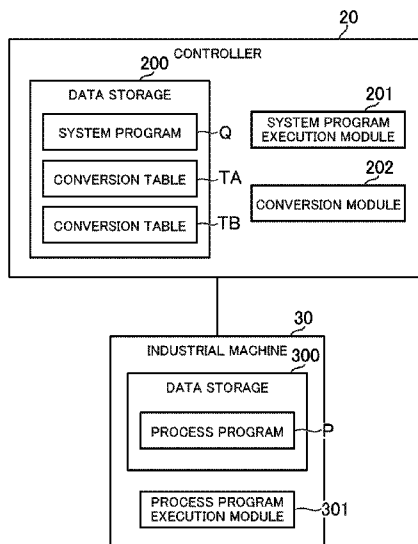 20
CONTROLLER
200
DATA STORAGE
SYSTEM PROGRAM
Q
CONVERSION TABLE
TA
CONVERSION TABLE
TB
201
SYSTEM PROGRAM
EXECUTION MODULE
202
CONVERSION MODULE
30
INDUSTRIAL MACHINE
300
DATA STORAGE
PROCESS PROGRAM
P
PROCESS PROGRAM
EXECUTION MODULE
301